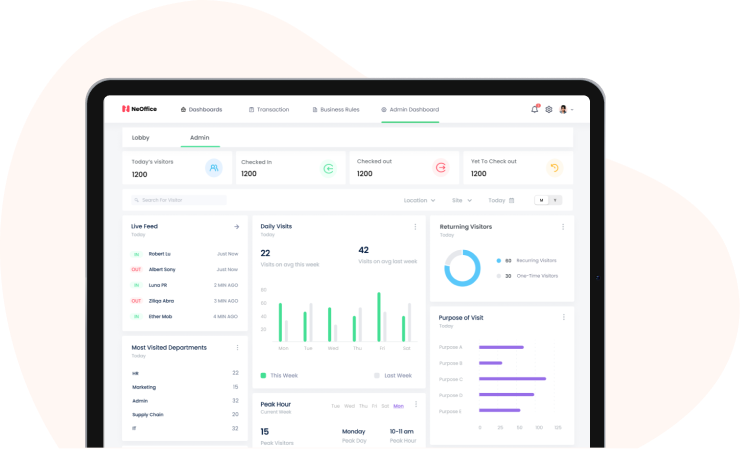 NeOffice
Dashboards
Transaction
Business Rules
Admin Dashboard
Lobby
Admin
Today's visitors
1200
Checked In
1200
Checked out
1200
Yet To Check out
1200
Search for Visitor
Location
Site
Today
M
Y
Live Feed
Today
IN Robert Lu Just Now
OUT Albert Sony Just Now
IN Luna FR 2 MIN AGO
OUT Ziliqa Abra 3 MIN AGO
IN Ether Mob 4 MIN AGO
Most Visited Departments
Today
HR 22
Marketing 15
Admin 32
Supply Chain 20
IT 32
Daily Visits
Today
22
Visits on avg this week
42
Visits on avg last week
80
60
40
20
Mon Tue Wed Thu Fri Sat
This Week
Last Week
Peak Hour
Current Week
Tue Wed Thu Fri Sat Mon
15
Peak Visitors
Monday
Peak Day
10-11 am
Peak Hour
Returning Visitors
Today
60 Recurring Visitors
30 One-Time Visitors
Purpose of Visit
Today
Purpose A
Purpose B
Purpose C
Purpose D
Purpose E
0 25 50 100 125